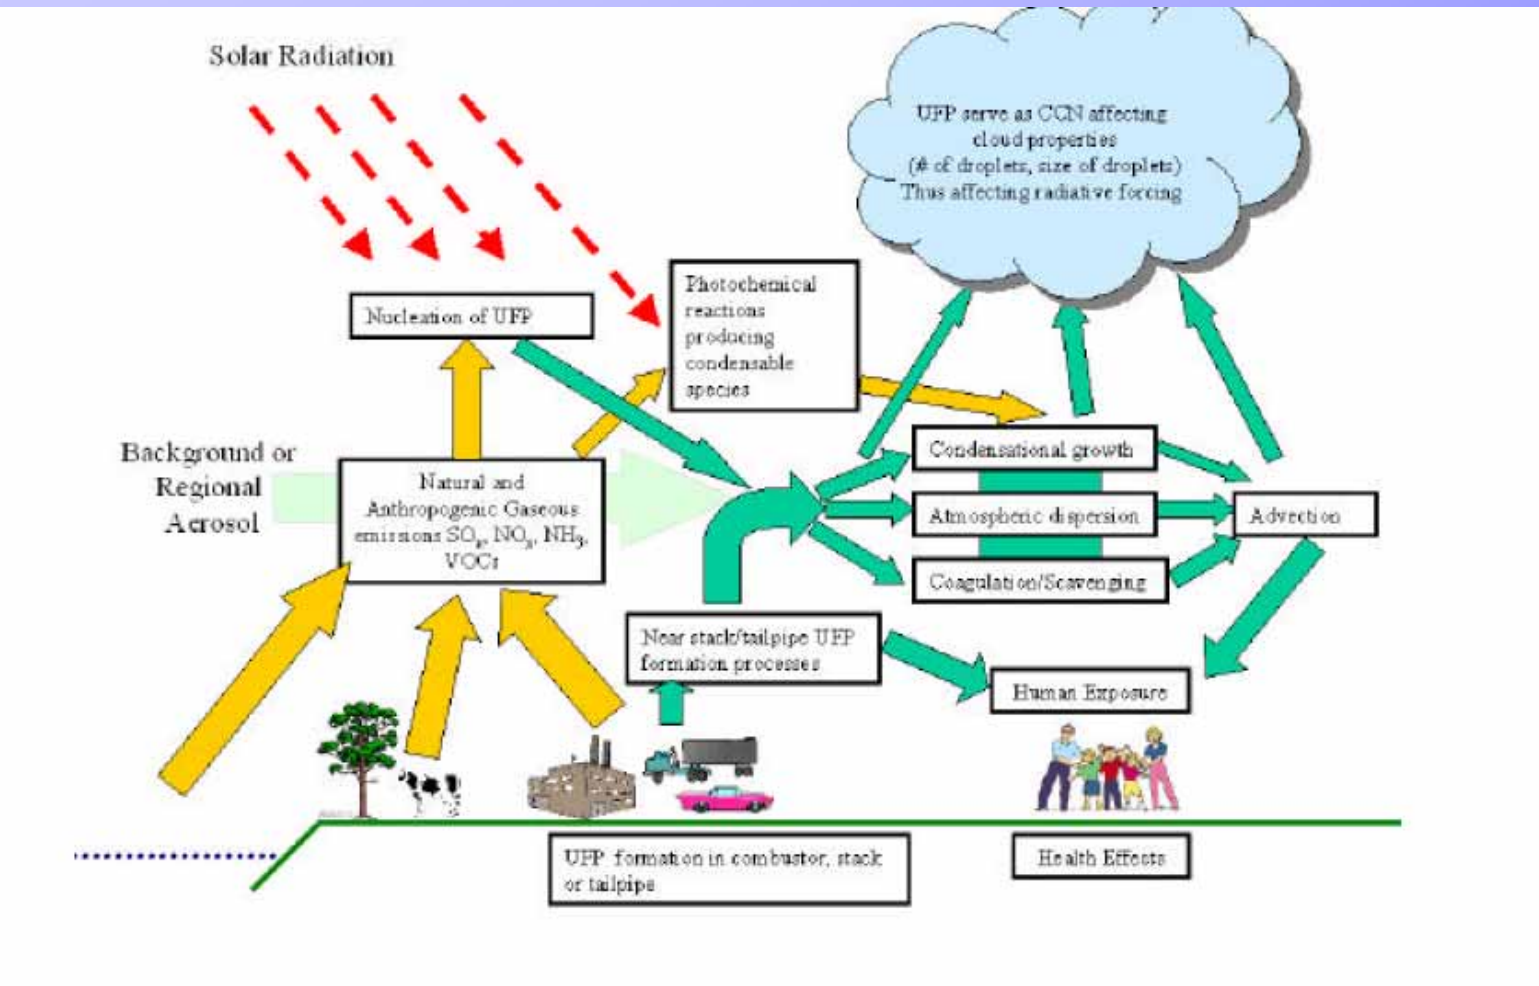 Solar Radiation
UFP serve as CCN affecting
cloud properties
(# of droplets, size of droplets)
Thus affecting radiative forcing
Nucleation of UFP
Photochemical
reactions
producing
condensable
species
Background or
Regional
Aerosol
Natural and
Anthropogenic Gaseous
emissions SOx, NOx, NH3,
VOCs
Condensational growth
Atmospheric dispersion
Coagulation/Scavenging
Advection
Near stack/tailpipe UFP
formation processes
Human Exposure
UFP formation in combustor, stack
or tailpipe
Health Effects